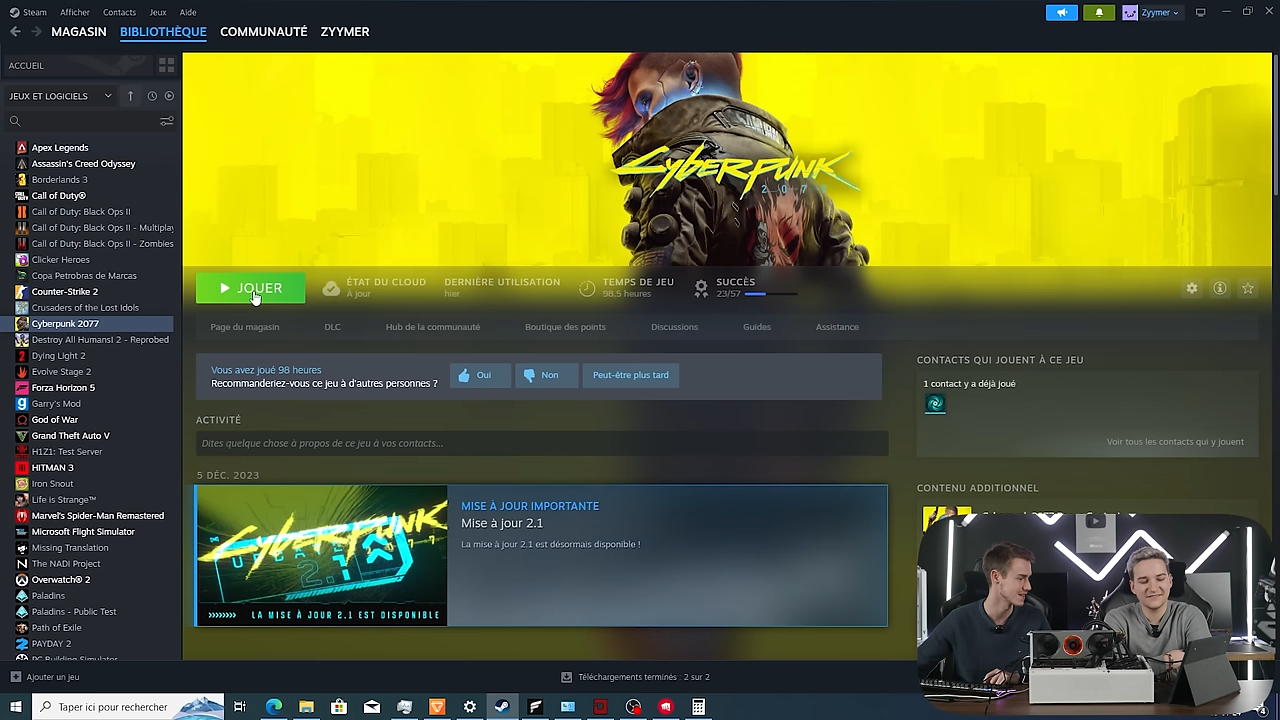 Steam Afficher Contacts Jeux Aide
Zyymer
MAGASIN BIBLIOTHÈQUE COMMUNAUTÉ ZYYMER
ACCUEIL
JEUX ET LOGICIELS
Apex Legends
Assassin's Creed Odyssey
Borderlands 3
Call of Duty®
Call of Duty: Black Ops II
Call of Duty: Black Ops II - Multiplay
Call of Duty: Black Ops II - Zombies
Clicker Heroes
Copa Petrobras de Marcas
Counter-Strike 2
Crusaders of the Lost Idols
Cyberpunk 2077
Destroy All Humans! 2 - Reprobed
Dying Light 2
Evolve Stage 2
Forza Horizon 5
Garry's Mod
God of War
Grand Theft Auto V
H1Z1: Test Server
HITMAN 3
Iron Snout
Life is Strange™
Marvel's Spider-Man Remastered
Microsoft Flight Simulator
Missing Translation
The NADI Project
Overwatch® 2
Paladins
Paladins - Public Test
Path of Exile
PAYDAY 2
PC Building Simulator
Cyberpunk
2077
JOUER
ÉTAT DU CLOUD
À jour
DERNIÈRE UTILISATION
hier
TEMPS DE JEU
98.5 heures
SUCCÈS
23/57
Page du magasin DLC Hub de la communauté Boutique des points Discussions Guides Assistance
Vous avez joué 98 heures
Recommanderiez-vous ce jeu à d'autres personnes ?
Oui Non Peut-être plus tard
ACTIVITÉ
Dites quelque chose à propos de ce jeu à vos contacts...
5 DÉC. 2023
Cyberpunk
2.1
LA MISE À JOUR 2.1 EST DISPONIBLE
MISE À JOUR IMPORTANTE
Mise à jour 2.1
La mise à jour 2.1 est désormais disponible !
CONTACTS QUI JOUENT À CE JEU
1 contact y a déjà joué
Voir tous les contacts qui y jouent
CONTENU ADDITIONNEL
Ajouter un jeu
Téléchargements terminés : 2 sur 2
Taper ici pour rechercher